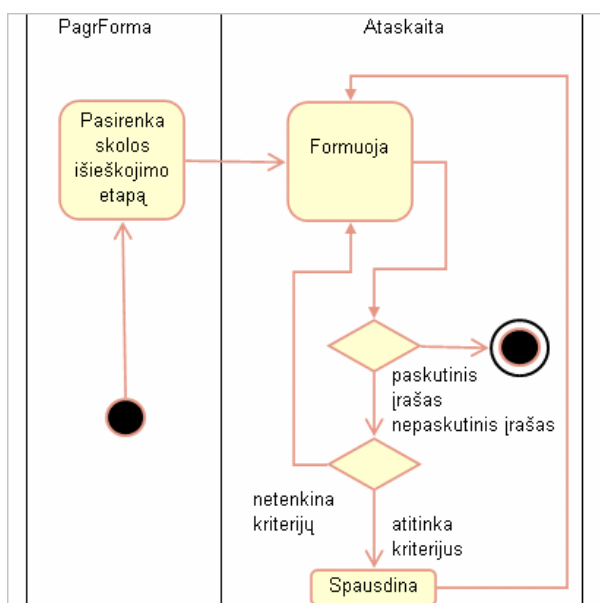 PagrForma
Ataskaita
Pasirenka
skolos
išieškojimo
etapą
Formuoja
paskutinis
įrašas
nepaskutinis įrašas
netenkina
kriterijų
atitinka
kriterijus
Spausdina